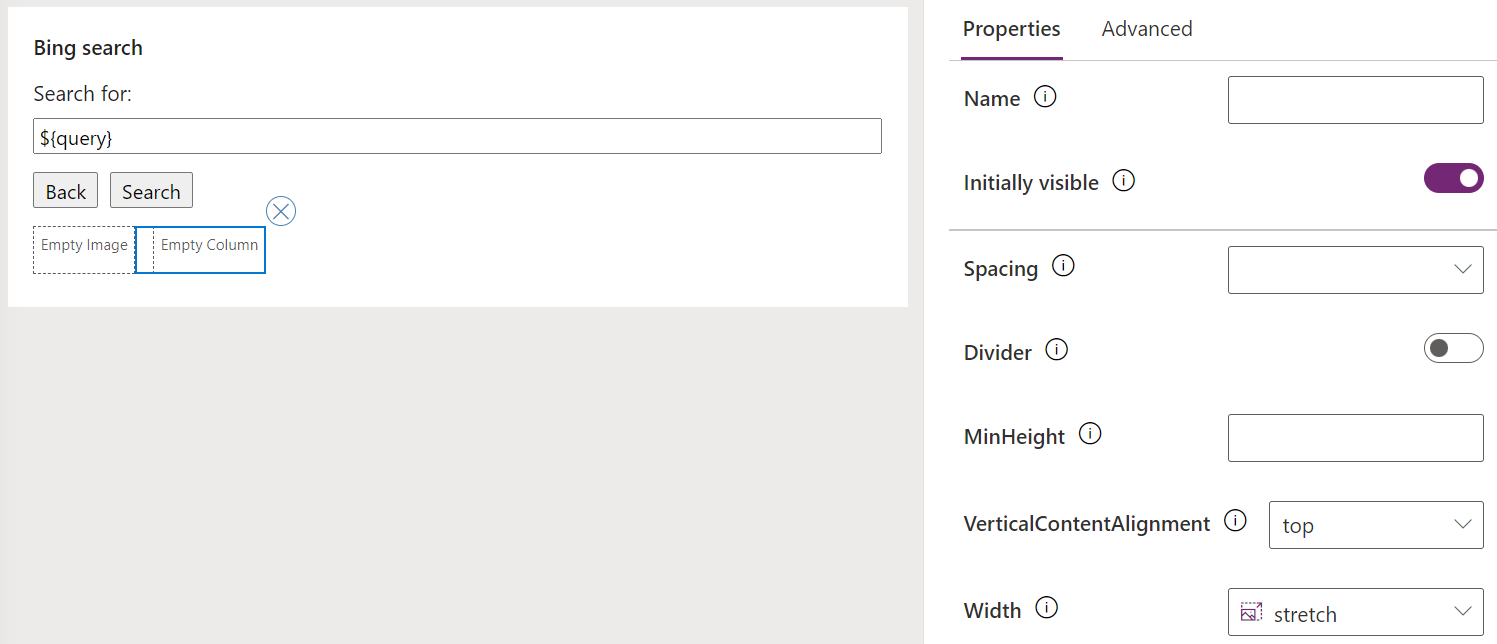 Bing search
Search for:
${query}
Back Search
Empty Image Empty Column
Properties Advanced
Name
Initially visible
Spacing
Divider
MinHeight
VerticalContentAlignment top
Width stretch